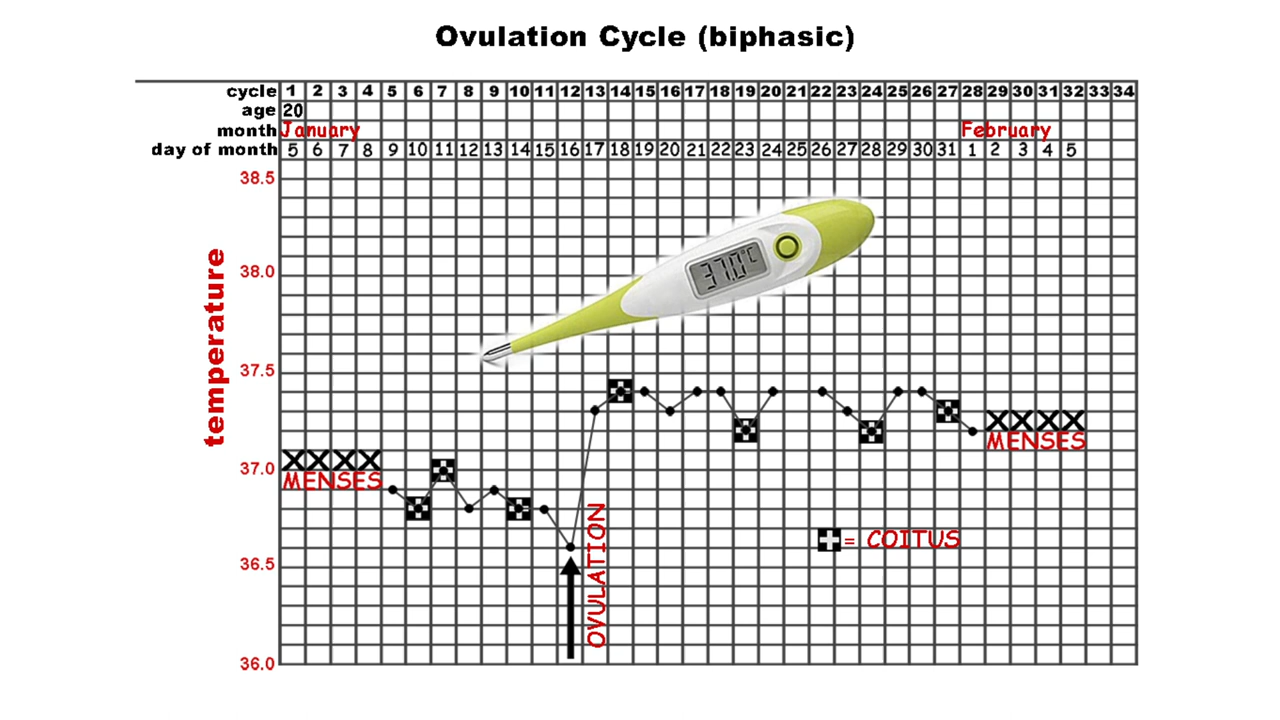 Ovulation Cycle (biphasic)
cycle 1 2 3 4 5 6 7 8 9 10 11 12 13 14 15 16 17 18 19 20 21 22 23 24 25 26 27 28 29 30 31 32 33 34
age 20
month January February
day of month 5 6 7 8 9 10 11 12 13 14 15 16 17 18 19 20 21 22 23 24 25 26 27 28 29 30 31 1 2 3 4 5
38.5
37.0°C
temperature
38.0
37.5
MENSES
37.0
MENSES
= COITUS
OVULATION
36.5
36.0